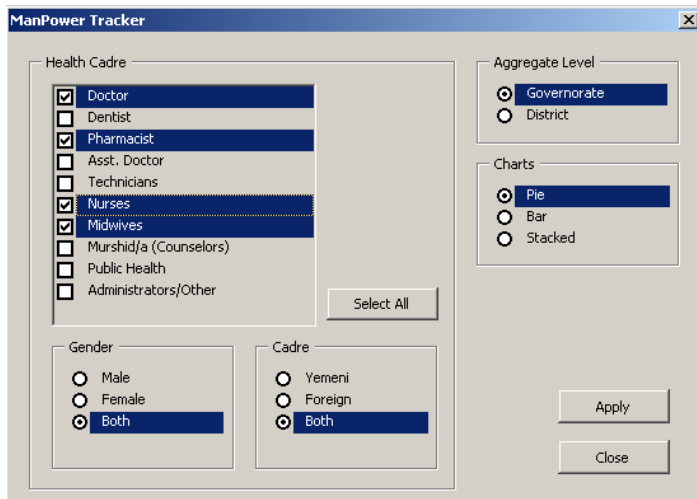 ManPower Tracker
Health Cadre
Doctor
Dentist
Pharmacist
Asst. Doctor
Technicians
Nurses
Midwives
Murshid/a (Counselors)
Public Health
Administrators/Other
Select All
Gender
Male
Female
Both
Cadre
Yemeni
Foreign
Both
Aggregate Level
Governorate
District
Charts
Pie
Bar
Stacked
Apply
Close